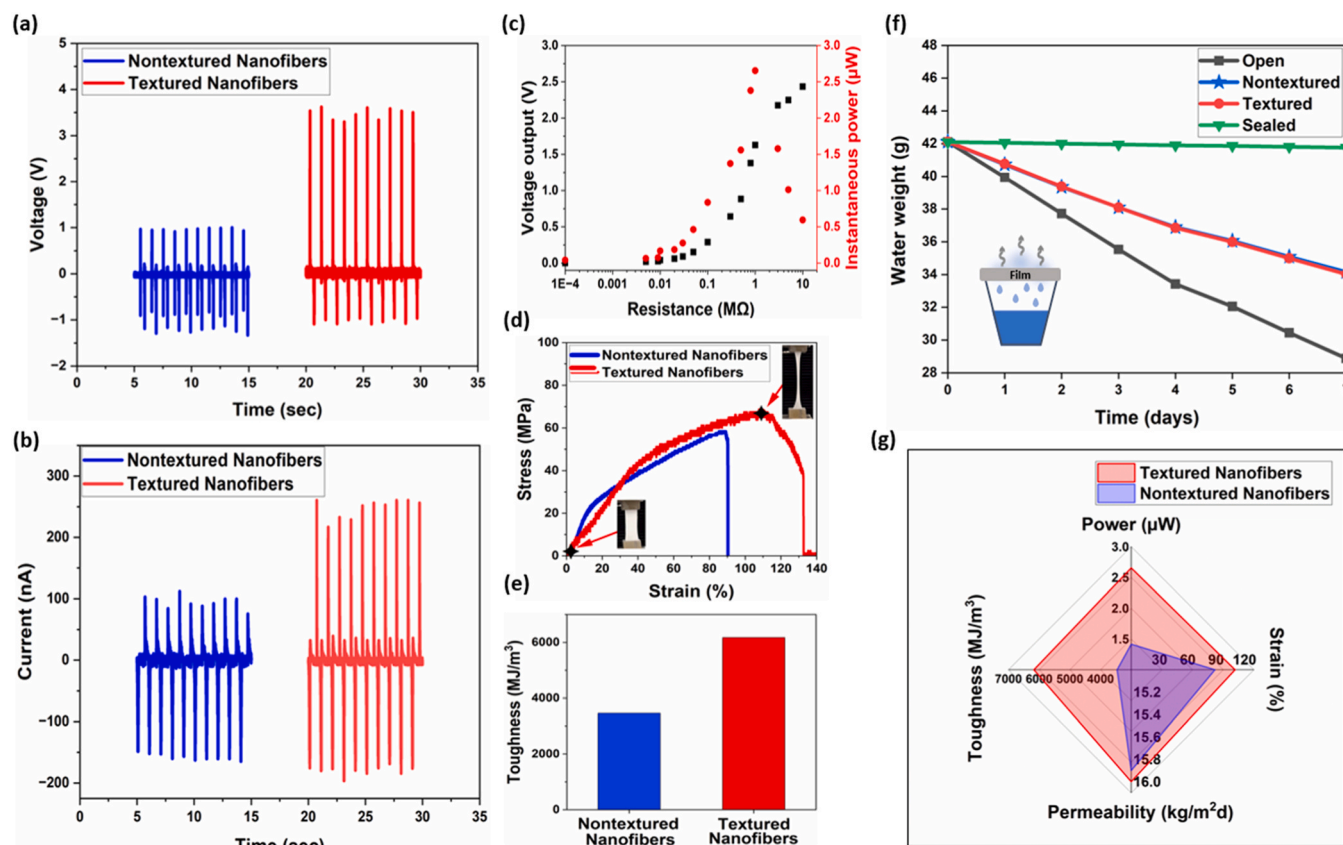 (a)
5
4
3
2
1
0
−1
−2
Voltage (V)
Nontextured Nanofibers
Textured Nanofibers
0 5 10 15 20 25 30 35
Time (sec)
(b)
300
250
200
150
100
50
0
−50
−100
−150
−200
Current (nA)
Nontextured Nanofibers
Textured Nanofibers
0 5 10 15 20 25 30 35
(c)
3.0
2.5
2.0
1.5
1.0
0.5
0.0
Voltage output (V)
3.0
2.5
2.0
1.5
1.0
0.5
0.0
Instantaneous power (μW)
1E−4 0.001 0.01 0.1 1 10
Resistance (MΩ)
(d)
100
80
60
40
20
0
Stress (MPa)
Nontextured Nanofibers
Textured Nanofibers
0 20 40 60 80 100 120 140
Strain (%)
(e)
6000
4000
2000
0
Toughness (MJ/m³)
Nontextured
Nanofibers
Textured
Nanofibers
(f)
48
46
44
42
40
38
36
34
32
30
28
Water weight (g)
Open
Nontextured
Textured
Sealed
Film
0 1 2 3 4 5 6
Time (days)
(g)
Textured Nanofibers
Nontextured Nanofibers
Power (μW)
3.0
2.5
2.0
1.5
Toughness (MJ/m³)
7000 6000 5000 4000
30 60 90 120
Strain (%)
15.2
15.4
15.6
15.8
16.0
Permeability (kg/m²d)